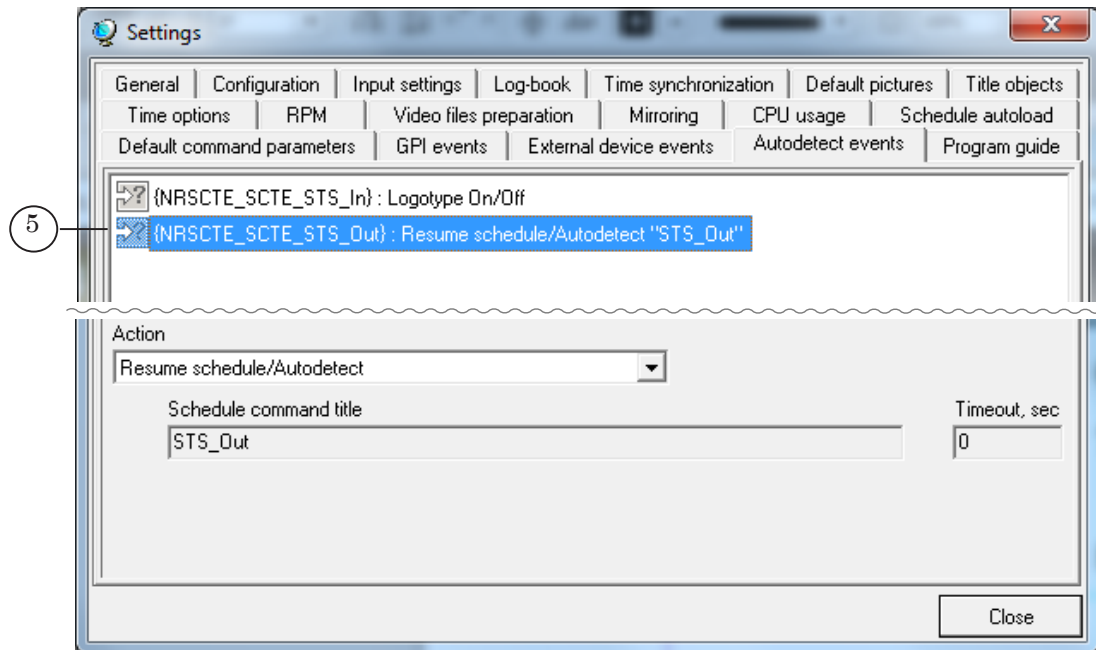 Settings
General Configuration Input settings Log-book Time synchronization Default pictures Title objects
Time options RPM Video files preparation Mirroring CPU usage Schedule autoload
Default command parameters GPI events External device events Autodetect events Program guide
{NRSCTE_SCTE_STS_In} : Logotype On/Off
5 {NRSCTE_SCTE_STS_Out} : Resume schedule/Autodetect "STS_Out"
Action
Resume schedule/Autodetect
Schedule command title Timeout, sec
STS_Out 0
Close